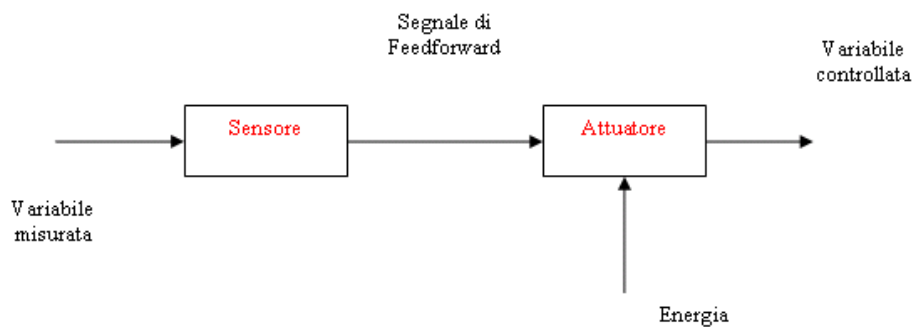 Segnale di
Feedforward
Variabile
controllata
Sensore
Attuatore
Variabile
misurata
Energia